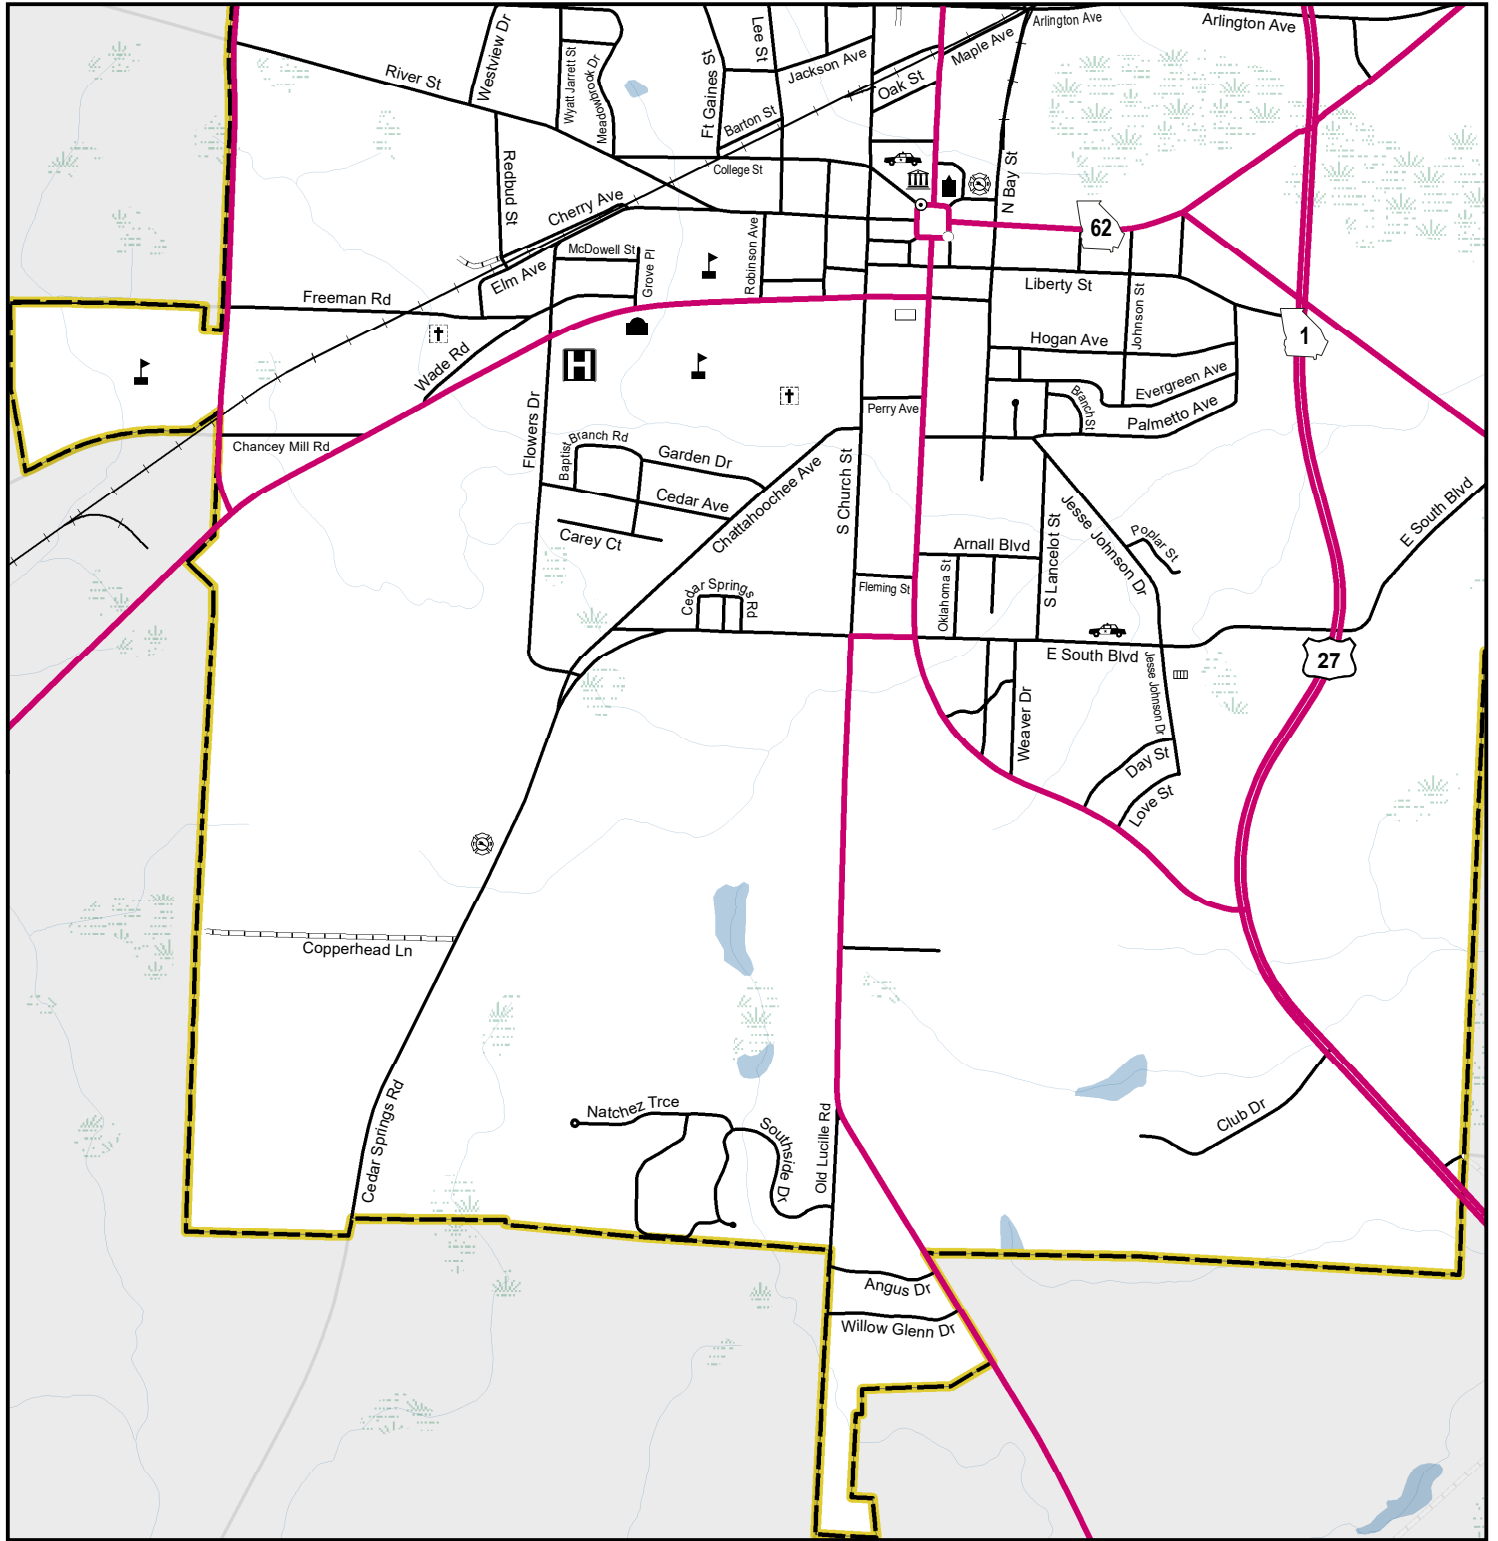 Arlington Ave
Arlington Ave
Westview Dr
Lee St
Maple Ave
River St
Wyatt Jarrett St
Meadowbrook Dr
Ft Gaines St
Jackson Ave
Oak St
Barton St
College St
Redbud St
N Bay St
Cherry Ave
62
McDowell St
Grove Pl
Robinson Ave
Elm Ave
Liberty St
Freeman Rd
Johnson St
1
Hogan Ave
Wade Rd
Evergreen Ave
Branch St
Perry Ave
Palmetto Ave
Chancey Mill Rd
Flowers Dr
Baptist Branch Rd
Garden Dr
Cedar Ave
Chattahoochee Ave
S Church St
Carey Ct
Jesse Johnson Dr
E South Blvd
Poplar St
Arnall Blvd
S Lancelot St
Oklahoma St
Fleming St
Cedar Springs Rd
E South Blvd
27
Jesse Johnson Dr
Weaver Dr
Day St
Love St
Copperhead Ln
Cedar Springs Rd
Natchez Trce
Southside Dr
Old Lucille Rd
Club Dr
Angus Dr
Willow Glenn Dr
H